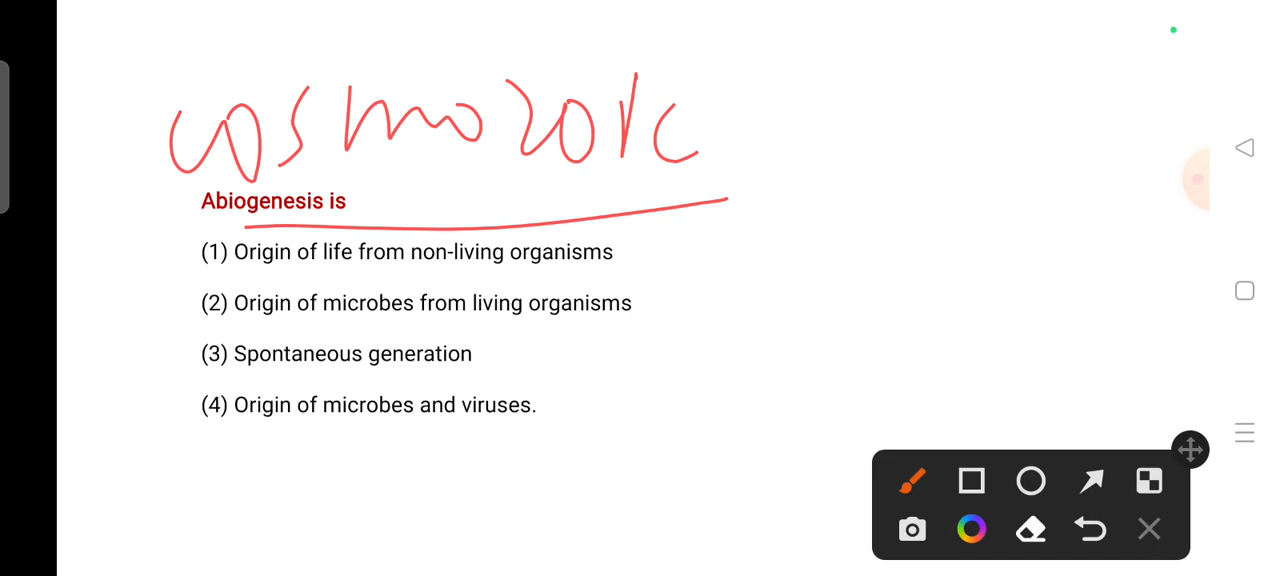 cosmozoic
Abiogenesis is
(1) Origin of life from non-living organisms
(2) Origin of microbes from living organisms
(3) Spontaneous generation
(4) Origin of microbes and viruses.